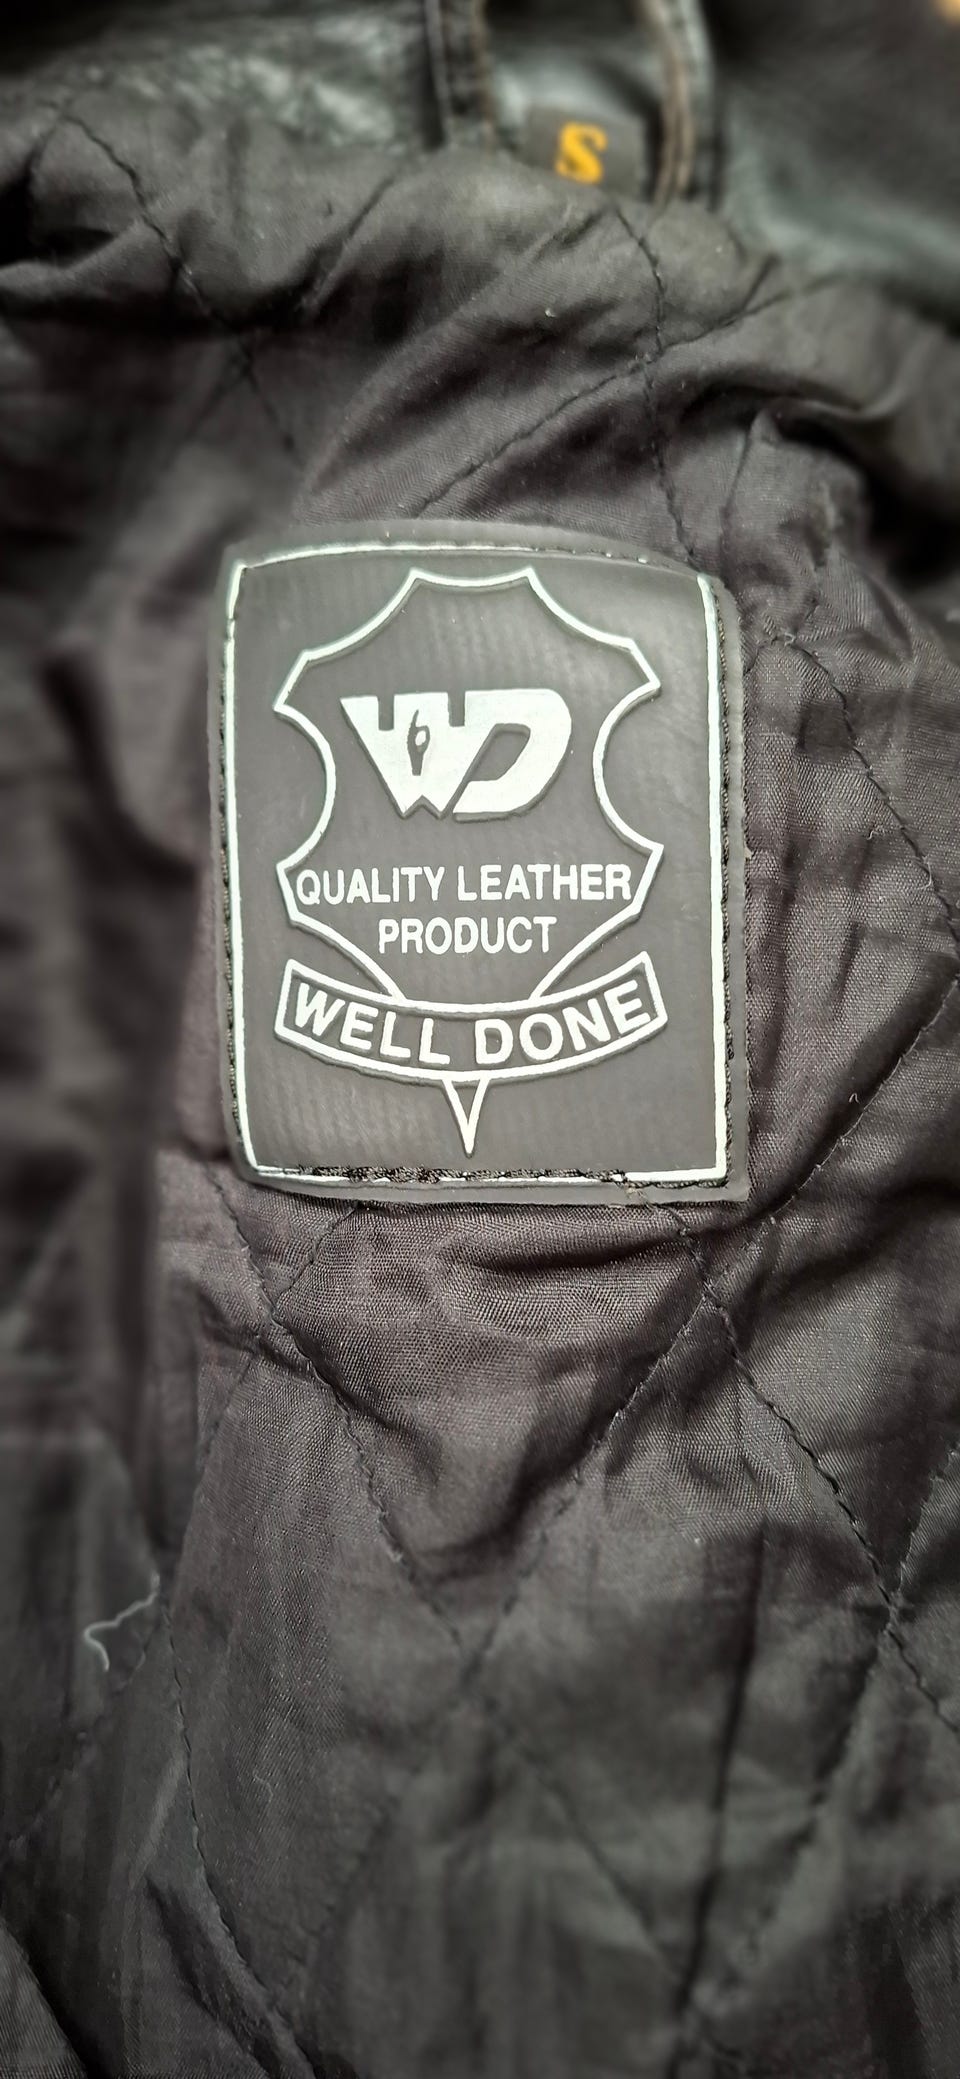 S
WD
QUALITY LEATHER
PRODUCT
WELL DONE